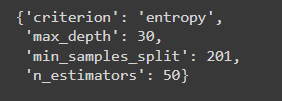 {'criterion': 'entropy',
 'max_depth': 30,
 'min_samples_split': 201,
 'n_estimators': 50}